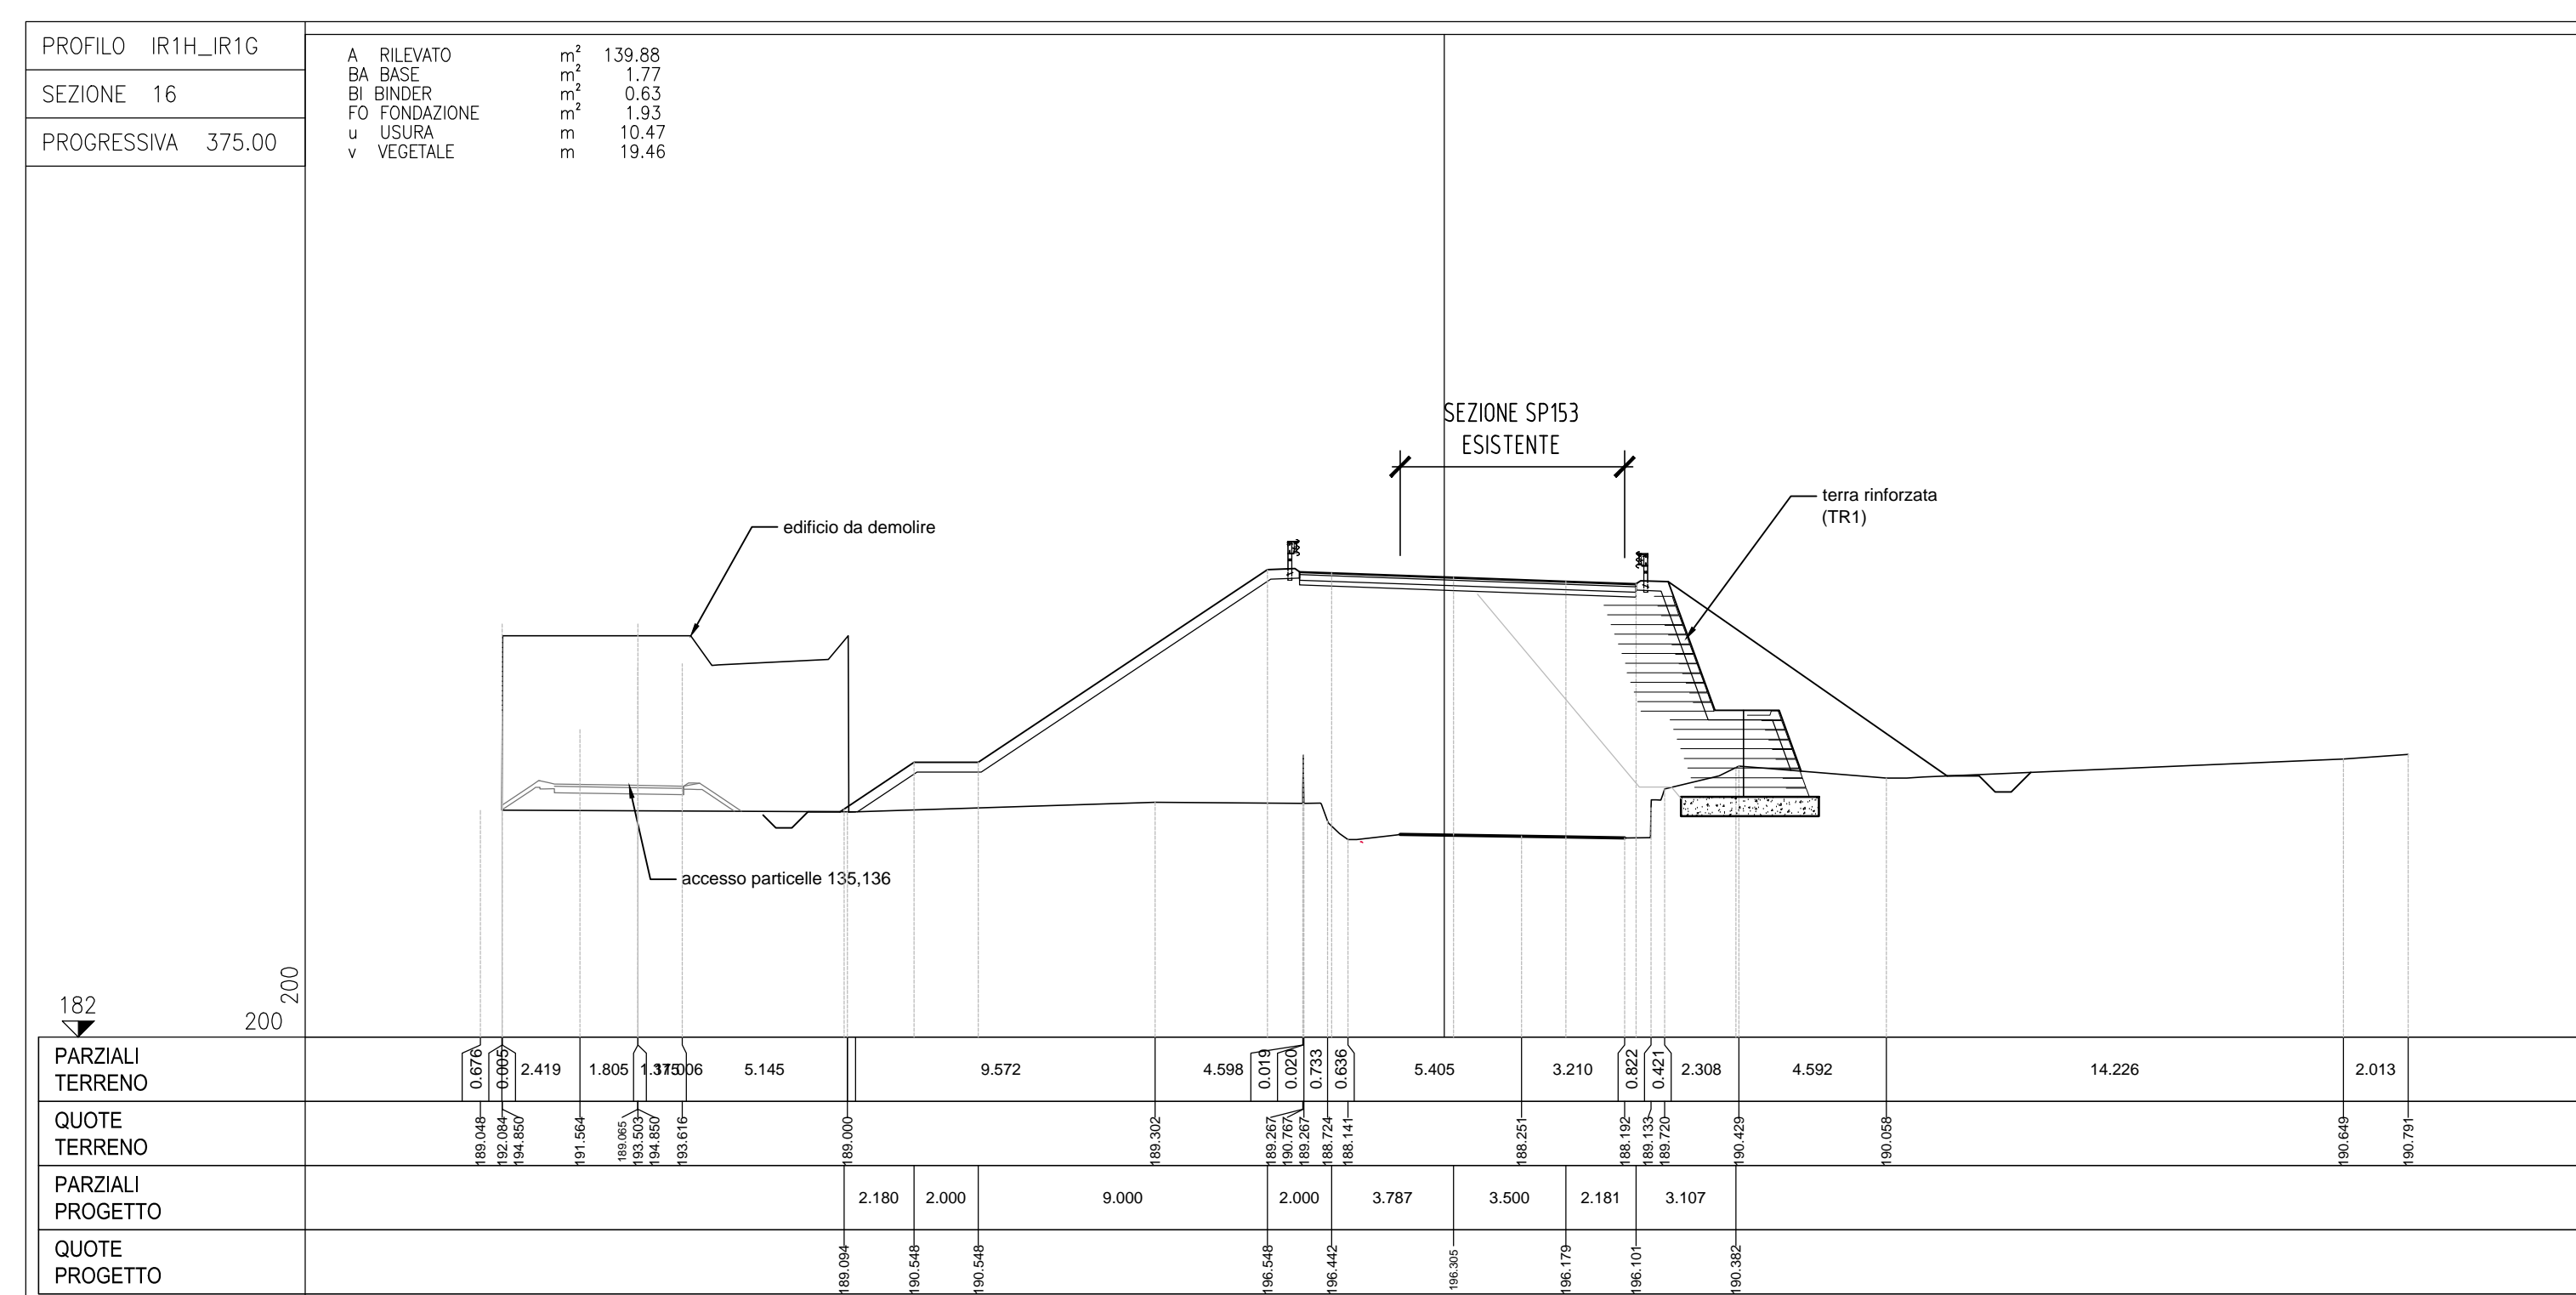 PROFILO IR1H_IR1G
SEZIONE 16
PROGRESSIVA 375.00
A RILEVATO m² 139.88
BA BASE m² 1.77
BI BINDER m² 0.63
FO FONDAZIONE m² 1.93
u USURA m 10.47
v VEGETALE m 19.46
SEZIONE SP153
ESISTENTE
terra rinforzata
(TR1)
edificio da demolire
accesso particelle 135,136
200
182
200
PARZIALI
TERRENO
0.676 0.005 2.419 1.805 5.145 9.572 4.598 0.019 0.020 0.733 0.636 5.405 3.210 0.822 0.421 2.308 4.592 14.226 2.013
QUOTE
TERRENO
189.048 192.084 194.850 191.564 189.065 193.503 194.850 193.616 189.000 189.302 189.267 190.767 189.267 188.724 188.141 188.251 188.192 189.133 189.720 190.429 190.058 190.649 190.791
PARZIALI
PROGETTO
2.180 2.000 9.000 2.000 3.787 3.500 2.181 3.107
QUOTE
PROGETTO
189.094 190.548 190.548 196.548 196.442 196.305 196.179 196.101 190.382